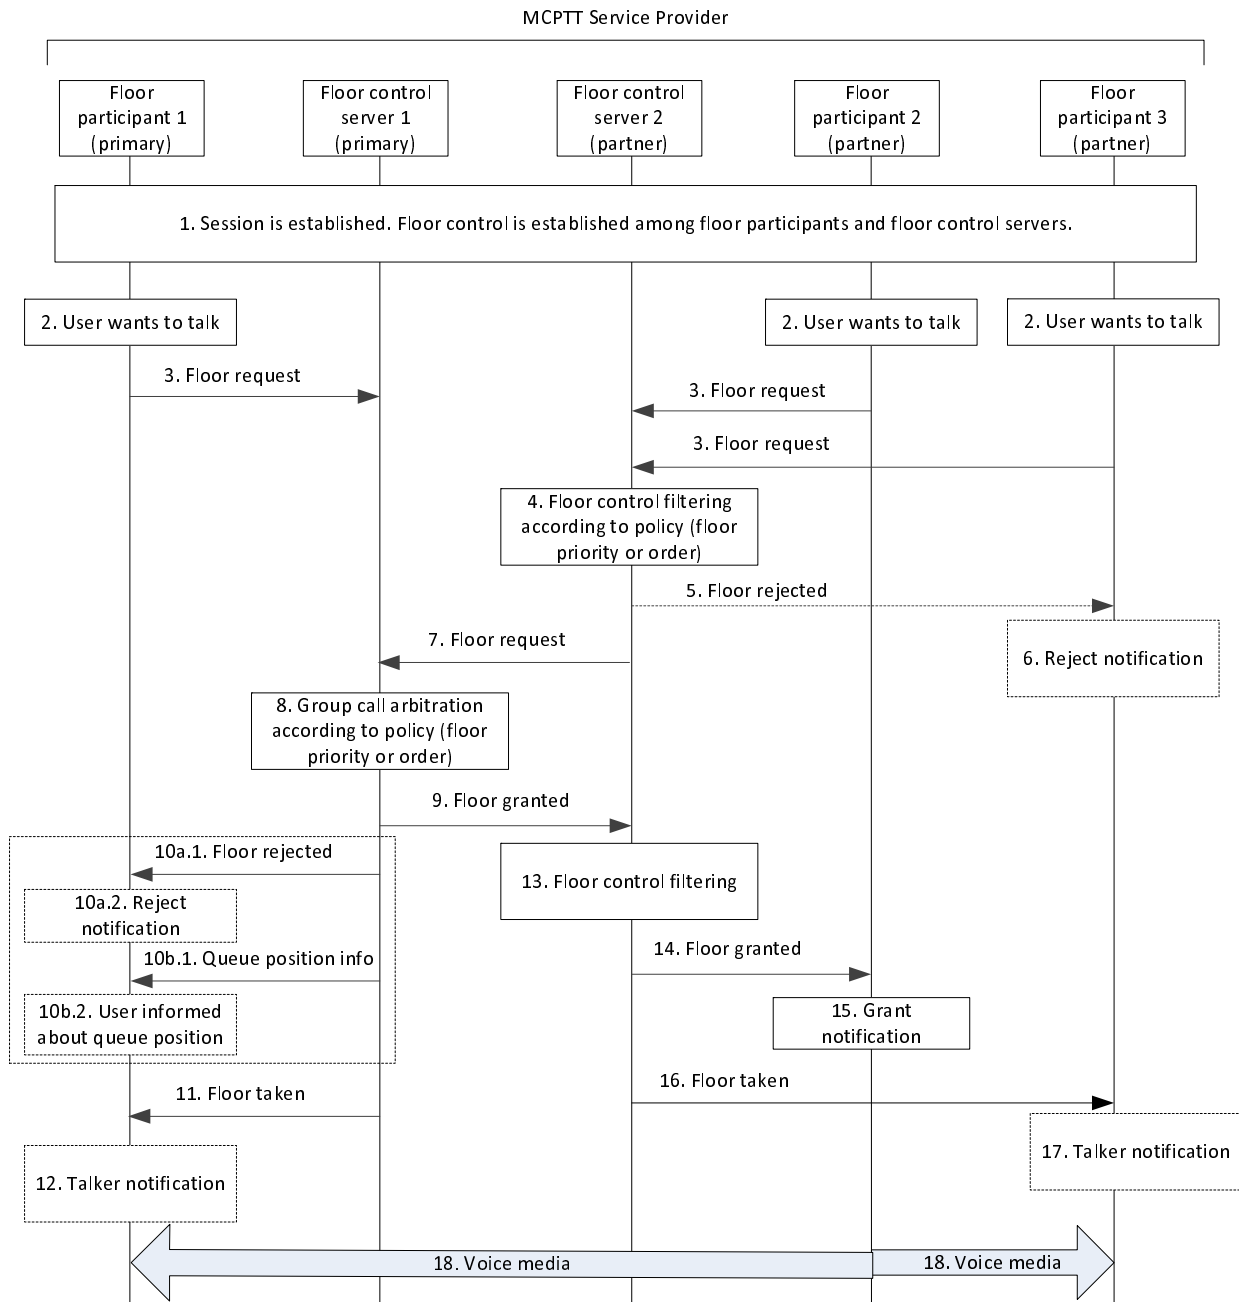 MCPTT Service Provider
Floor
participant 1
(primary)
Floor control
server 1
(primary)
Floor control
server 2
(partner)
Floor
participant 2
(partner)
Floor
participant 3
(partner)
1. Session is established. Floor control is established among floor participants and floor control servers.
2. User wants to talk
2. User wants to talk
2. User wants to talk
3. Floor request
3. Floor request
3. Floor request
4. Floor control filtering
according to policy (floor
priority or order)
5. Floor rejected
6. Reject notification
7. Floor request
8. Group call arbitration
according to policy (floor
priority or order)
9. Floor granted
10a.1. Floor rejected
10a.2. Reject
notification
10b.1. Queue position info
10b.2. User informed
about queue position
11. Floor taken
12. Talker notification
13. Floor control filtering
14. Floor granted
15. Grant
notification
16. Floor taken
17. Talker notification
18. Voice media
18. Voice media